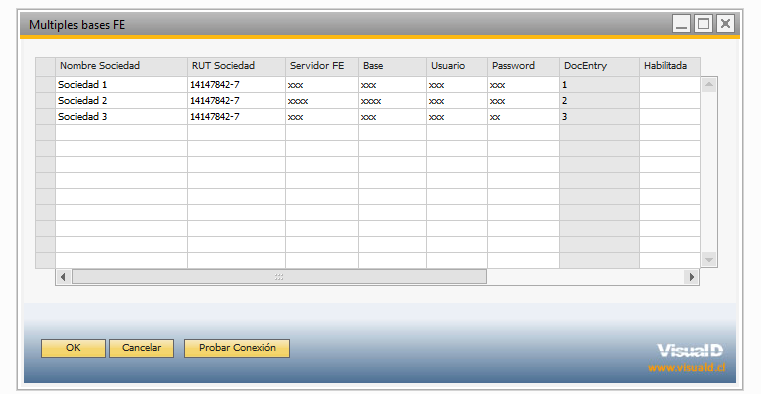 Multiples bases FE
Nombre Sociedad RUT Sociedad Servidor FE Base Usuario Password DocEntry Habilitada
Sociedad 1 14147842-7 xxx xxx xxx xxx 1
Sociedad 2 14147842-7 xxxx xxxx xxx xxx 2
Sociedad 3 14147842-7 xxx xxx xxx xx 3
OK Cancelar Probar Conexión
VisualD
www.visuald.cl